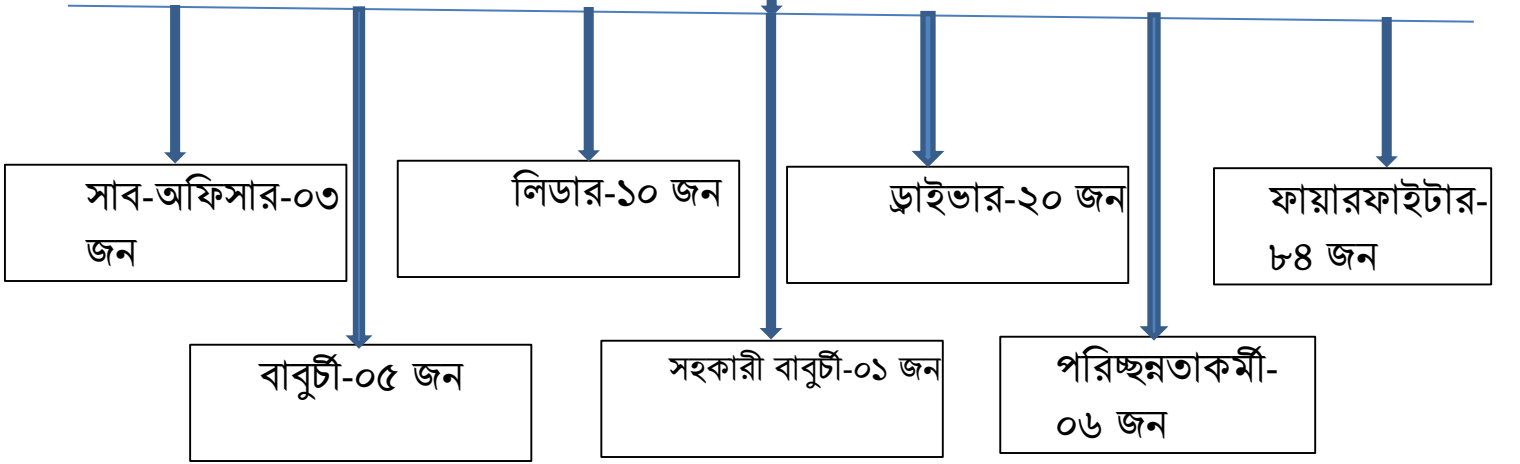 সাব-অফিসার-০৩
জন
লিডার-১০ জন
ড্রাইভার-২০ জন
ফায়ারফাইটার-
৮৪ জন
বাবুর্চী-০৫ জন
সহকারী বাবুর্চী-০১ জন
পরিচ্ছন্নতাকর্মী-
০৬ জন